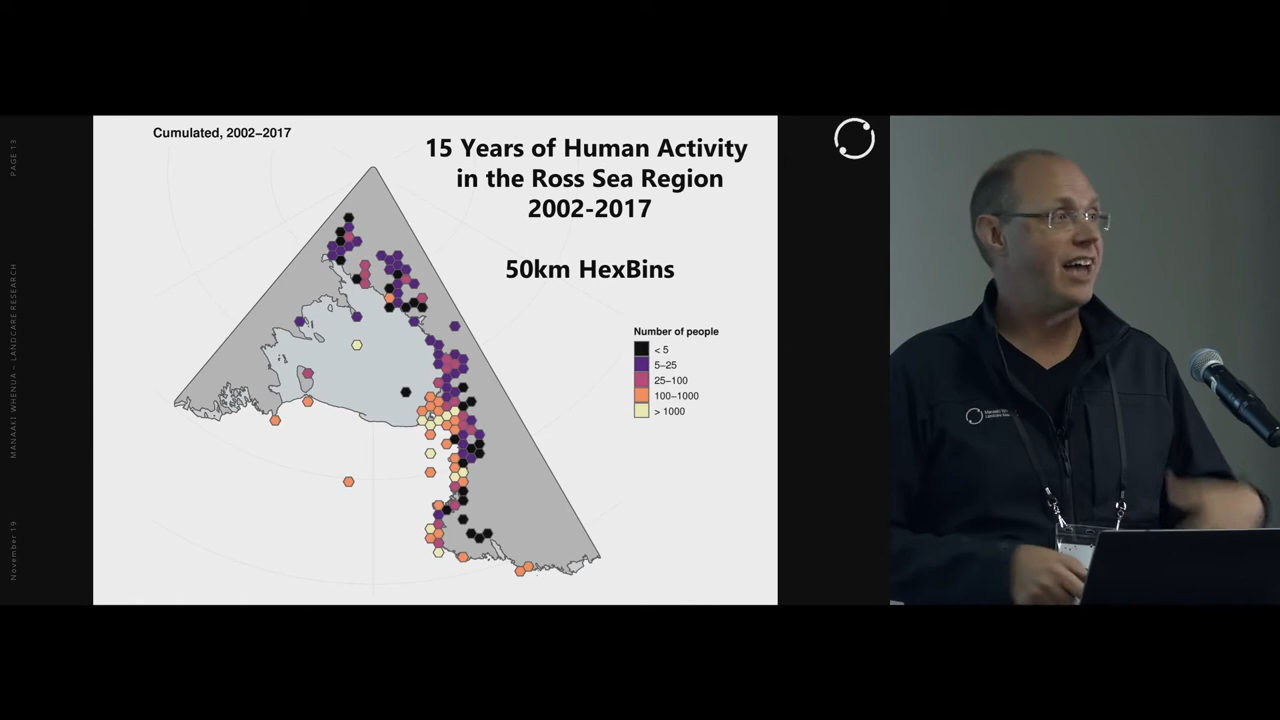 PAGE 13
MANAAKI WHENUA – LANDCARE RESEARCH
November 19
Cumulated, 2002–2017
15 Years of Human Activity
in the Ross Sea Region
2002-2017
50km HexBins
Number of people
< 5
5–25
25–100
100–1000
> 1000